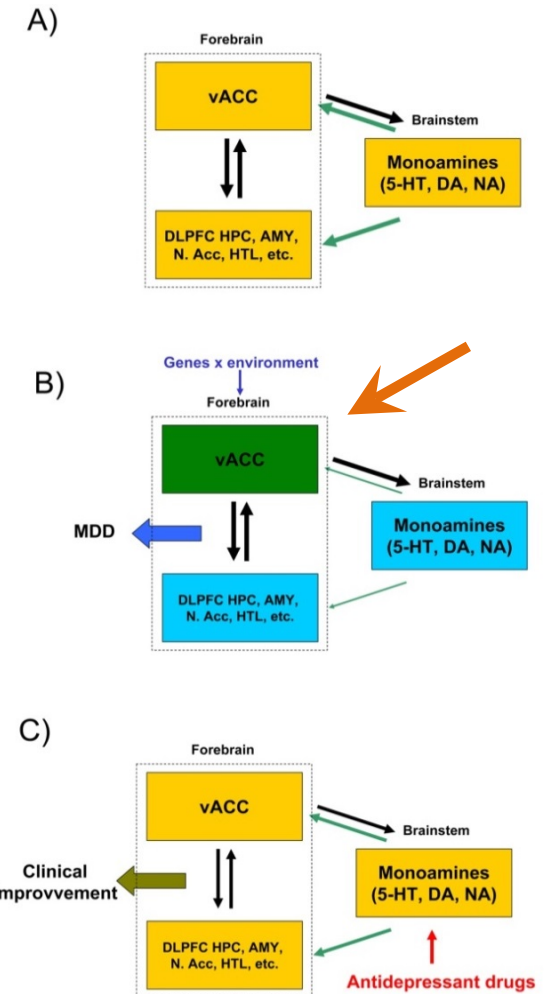 A)
Forebrain
vACC
Brainstem
Monoamines
(5-HT, DA, NA)
DLPFC HPC, AMY,
N. Acc, HTL, etc.
B)
Genes x environment
Forebrain
vACC
Brainstem
MDD
Monoamines
(5-HT, DA, NA)
DLPFC HPC, AMY,
N. Acc, HTL, etc.
C)
Forebrain
vACC
Brainstem
Clinical
mprovvement
Monoamines
(5-HT, DA, NA)
DLPFC HPC, AMY,
N. Acc, HTL, etc.
Antidepressant drugs